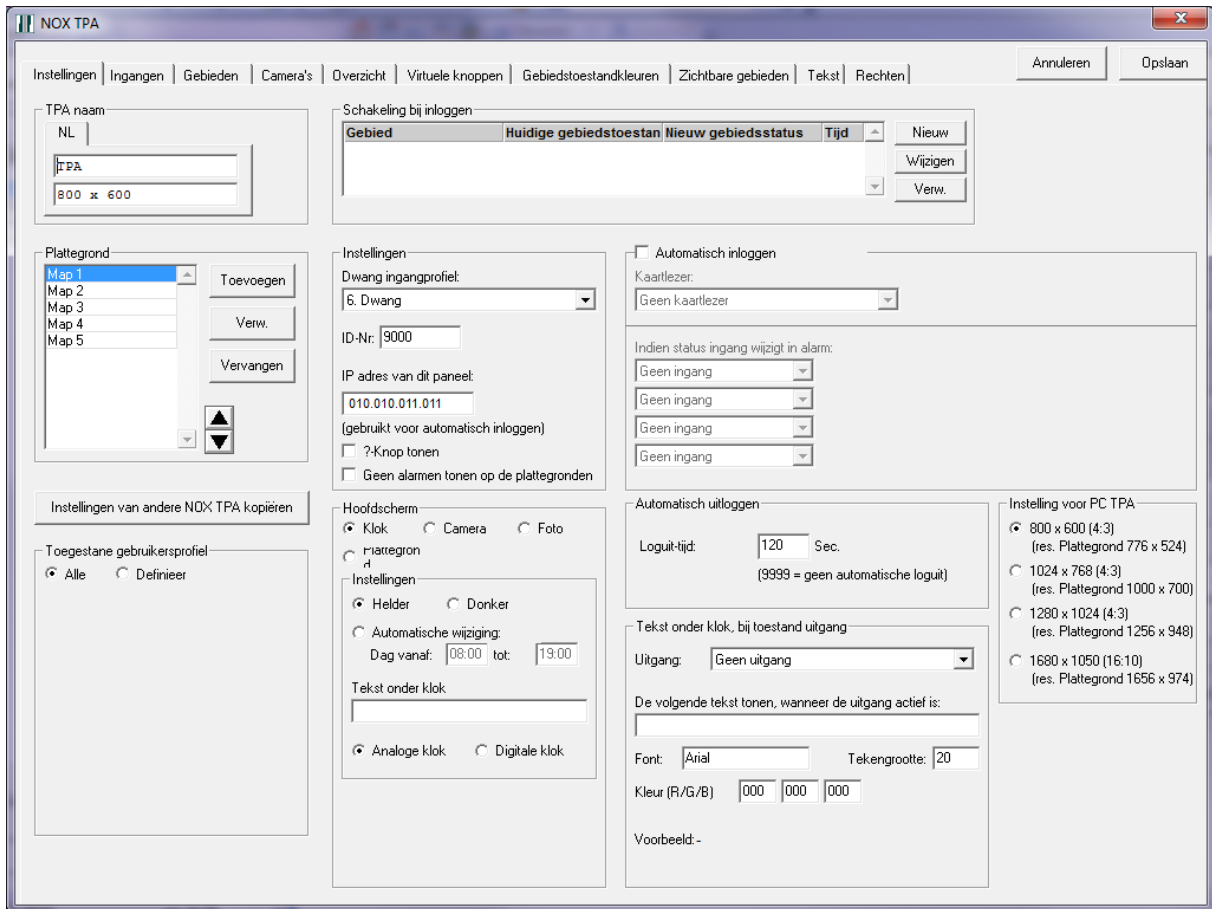 NOX TPA
Annuleren
Opslaan
Instellingen Ingangen Gebieden Camera's Overzicht Virtuele knoppen Gebiedstoestandkleuren Zichtbare gebieden Tekst Rechten
TPA naam
NL
TPA
800 x 600
Schakeling bij inloggen
Gebied Huidige gebiedstoestan Nieuw gebiedsstatus Tijd
Nieuw
Wijzigen
Verw.
Plattegrond
Map 1
Map 2
Map 3
Map 4
Map 5
Toevoegen
Verw.
Vervangen
Instellingen van andere NOX TPA kopiëren
Toegestane gebruikersprofiel
Alle Definieer
Instellingen
Dwang ingangprofiel:
6. Dwang
ID-Nr: 9000
IP adres van dit paneel:
010.010.011.011
(gebruikt voor automatisch inloggen)
?-Knop tonen
Geen alarmen tonen op de plattegronden
Hoofdscherm
Klok Camera Foto
Plattegron
d
Instellingen
Helder Donker
Automatische wijziging:
Dag vanaf: 08:00 tot: 19:00
Tekst onder klok
Analoge klok Digitale klok
Automatisch inloggen
Kaartlezer:
Geen kaartlezer
Indien status ingang wijzigt in alarm:
Geen ingang
Geen ingang
Geen ingang
Geen ingang
Automatisch uitloggen
Loguit-tijd: 120 Sec.
(9999 = geen automatische loguit)
Tekst onder klok, bij toestand uitgang
Uitgang: Geen uitgang
De volgende tekst tonen, wanneer de uitgang actief is:
Font: Arial Tekengrootte: 20
Kleur (R/G/B) 000 000 000
Voorbeeld:-
Instelling voor PC TPA
800 x 600 (4:3)
(res. Plattegrond 776 x 524)
1024 x 768 (4:3)
(res. Plattegrond 1000 x 700)
1280 x 1024 (4:3)
(res. Plattegrond 1256 x 948)
1680 x 1050 (16:10)
(res. Plattegrond 1656 x 974)